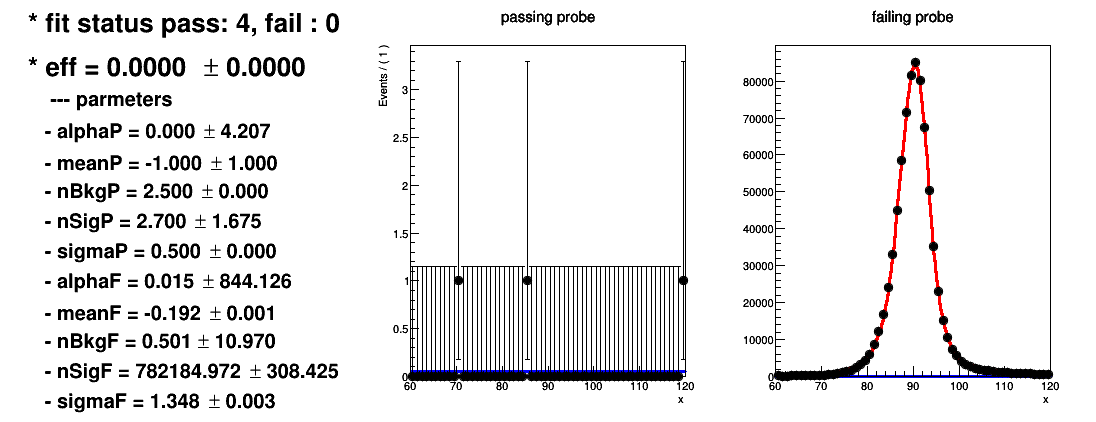 * fit status pass: 4, fail : 0
* eff = 0.0000 ± 0.0000
--- parmeters
- alphaP = 0.000 ± 4.207
- meanP = -1.000 ± 1.000
- nBkgP = 2.500 ± 0.000
- nSigP = 2.700 ± 1.675
- sigmaP = 0.500 ± 0.000
- alphaF = 0.015 ± 844.126
- meanF = -0.192 ± 0.001
- nBkgF = 0.501 ± 10.970
- nSigF = 782184.972 ± 308.425
- sigmaF = 1.348 ± 0.003
passing probe
Events / ( 1 )
3
2.5
2
1.5
1
0.5
0
60 70 80 90 100 110 120
x
failing probe
80000
70000
60000
50000
40000
30000
20000
10000
0
60 70 80 90 100 110 120
x